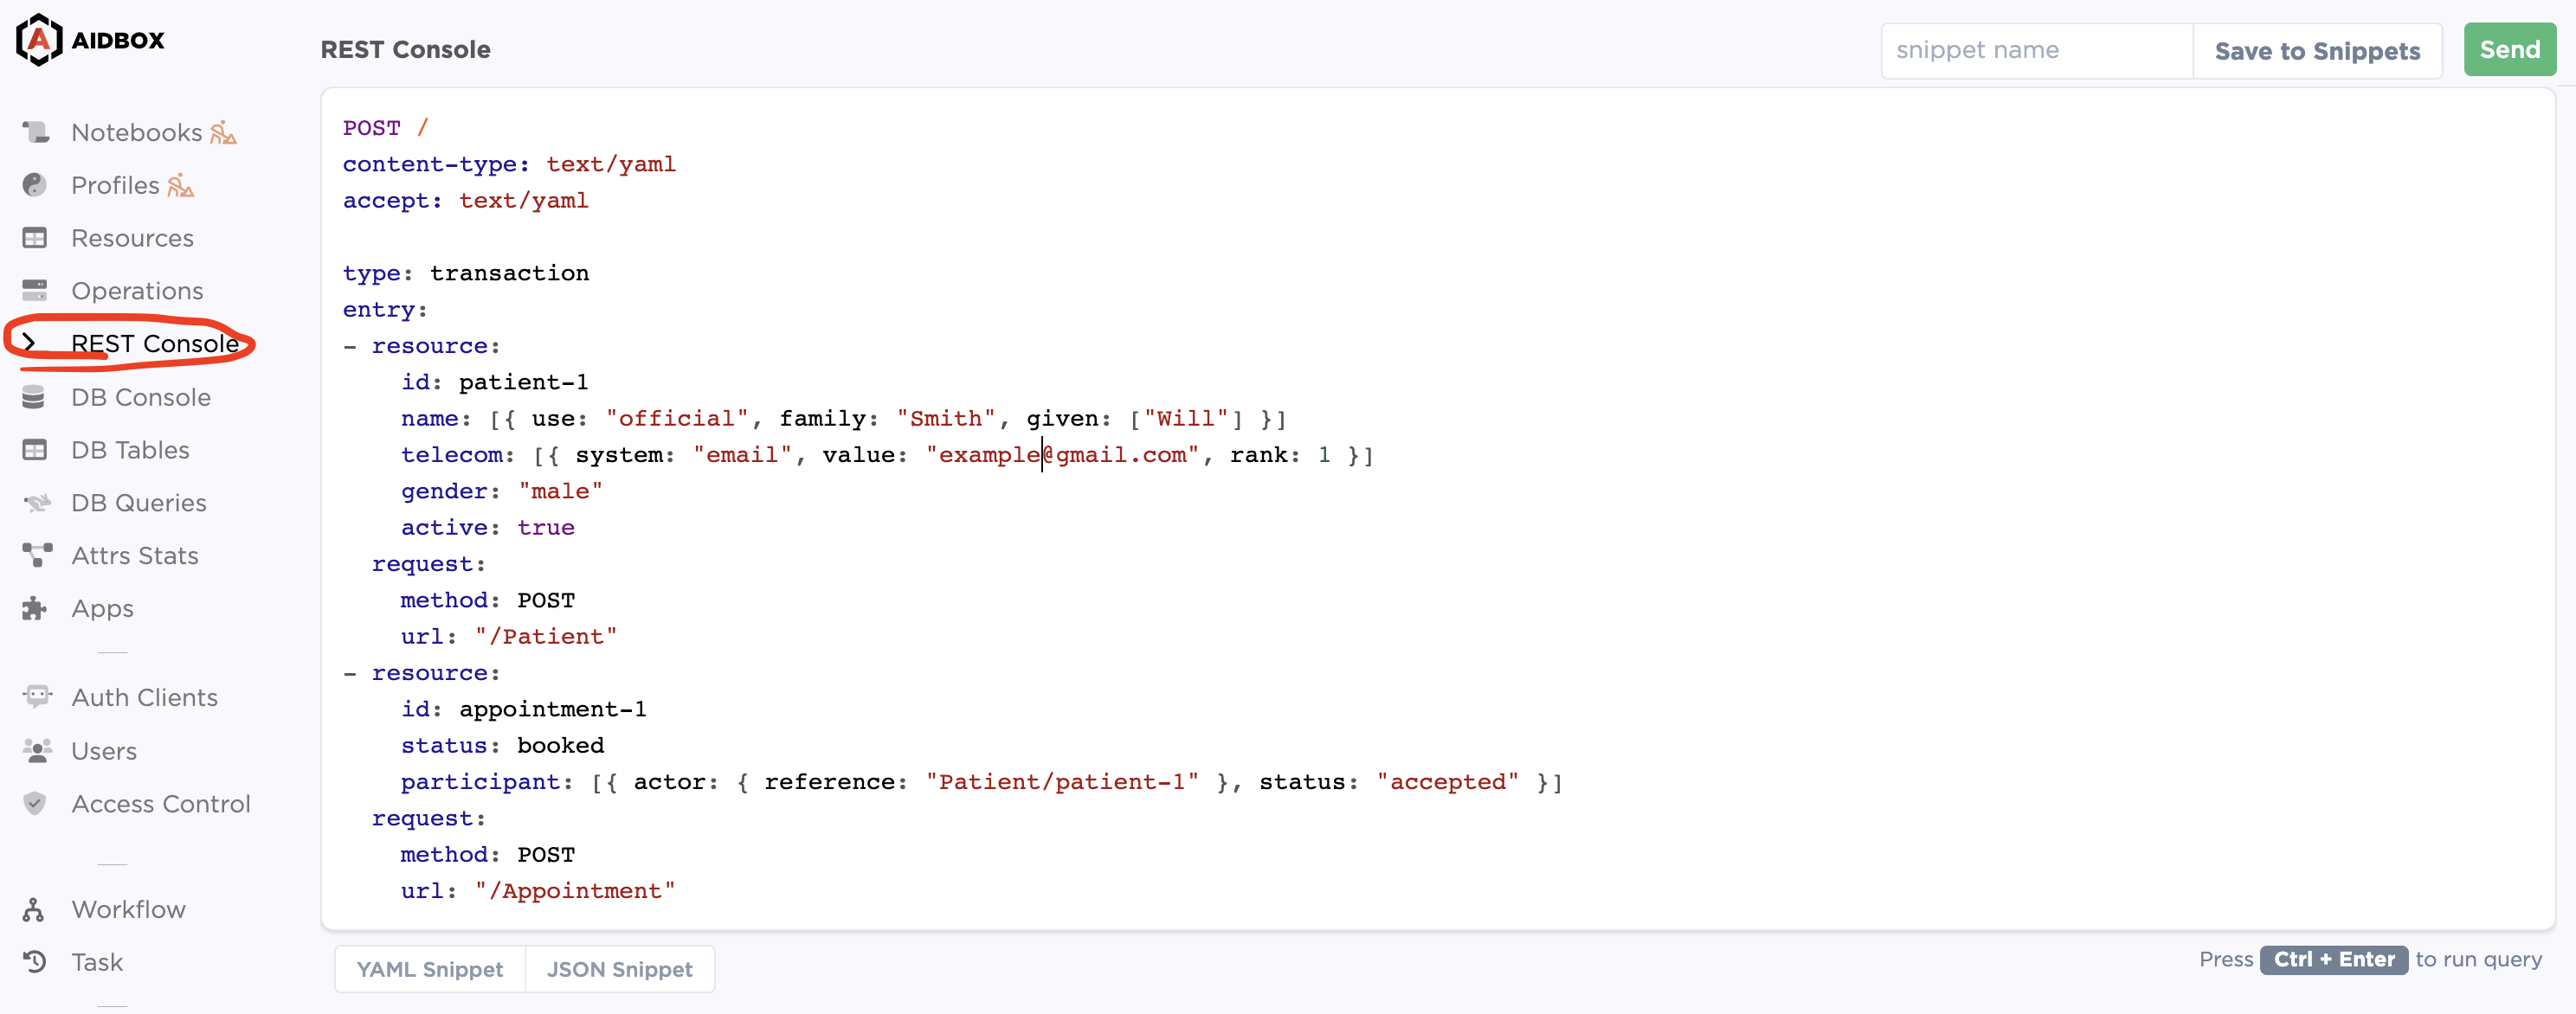 AIDBOX
Notebooks
Profiles
Resources
Operations
REST Console
DB Console
DB Tables
DB Queries
Attrs Stats
Apps
Auth Clients
Users
Access Control
Workflow
Task
REST Console
snippet name
Save to Snippets
Send
POST /
content-type: text/yaml
accept: text/yaml
type: transaction
entry:
- resource:
    id: patient-1
    name: [{ use: "official", family: "Smith", given: ["Will"] }]
    telecom: [{ system: "email", value: "example@gmail.com", rank: 1 }]
    gender: "male"
    active: true
  request:
    method: POST
    url: "/Patient"
- resource:
    id: appointment-1
    status: booked
    participant: [{ actor: { reference: "Patient/patient-1" }, status: "accepted" }]
  request:
    method: POST
    url: "/Appointment"
YAML Snippet
JSON Snippet
Press Ctrl + Enter to run query